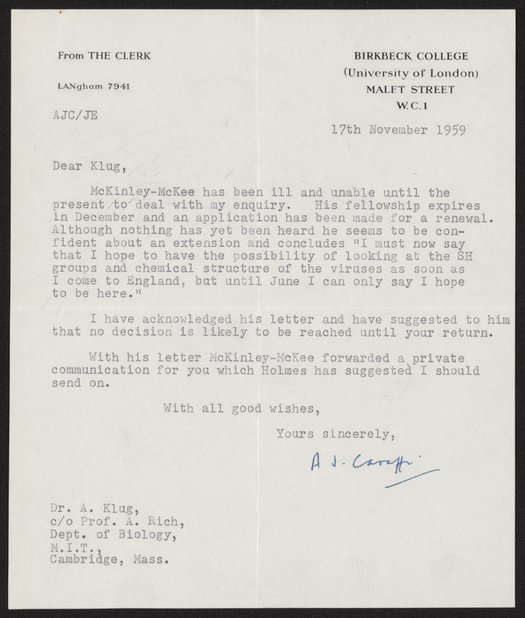 From THE CLERK
LANgham 7941
AJC/JE
BIRKBECK COLLEGE
(University of London)
MALET STREET
W.C.1
17th November 1959
Dear Klug,
McKinley-McKee has been ill and unable until the
present to deal with my enquiry. His fellowship expires
in December and an application has been made for a renewal.
Although nothing has yet been heard he seems to be con-
fident about an extension and concludes "I must now say
that I hope to have the possibility of looking at the SH
groups and chemical structure of the viruses as soon as
I come to England, but until June I can only say I hope
to be here."
I have acknowledged his letter and have suggested to him
that no decision is likely to be reached until your return.
With his letter McKinley-McKee forwarded a private
communication for you which Holmes has suggested I should
send on.
With all good wishes,
Yours sincerely,
A J. Caraffi
Dr. A. Klug,
c/o Prof. A. Rich,
Dept. of Biology,
M.I.T.,
Cambridge, Mass.